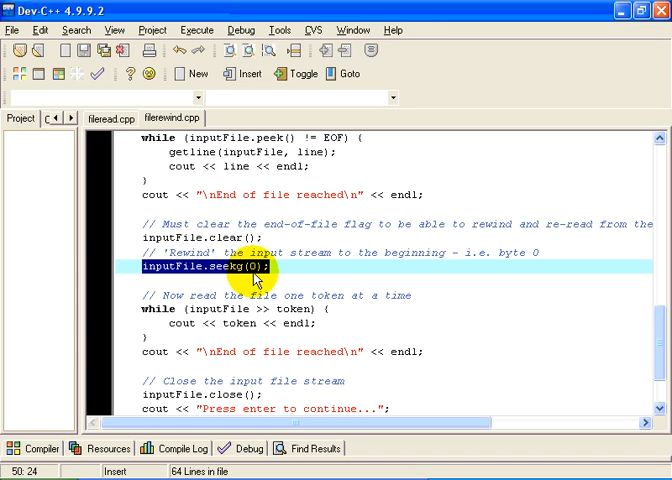 Dev-C++ 4.9.9.2
File Edit Search View Project Execute Debug Tools CVS Window Help
New Insert Toggle Goto
Project C fileread.cpp filerewind.cpp
while (inputFile.peek() != EOF) {
getline(inputFile, line);
cout << line << endl;
}
cout << "\nEnd of file reached\n" << endl;
// Must clear the end-of-file flag to be able to rewind and re-read from the
inputFile.clear();
// 'Rewind' the input stream to the beginning - i.e. byte 0
inputFile.seekg(0);
// Now read the file one token at a time
while (inputFile >> token) {
cout << token << endl;
}
cout << "\nEnd of file reached\n" << endl;
// Close the input file stream
inputFile.close();
cout << "Press enter to continue...";
Compiler Resources Compile Log Debug Find Results
50: 24 Insert 64 Lines in file